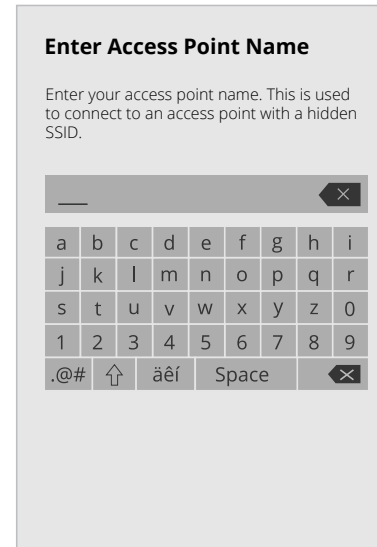 Enter Access Point Name
Enter your access point name. This is used
to connect to an access point with a hidden
SSID.
a b c d e f g h i
j k l m n o p q r
s t u v w x y z 0
1 2 3 4 5 6 7 8 9
.@# äêí Space